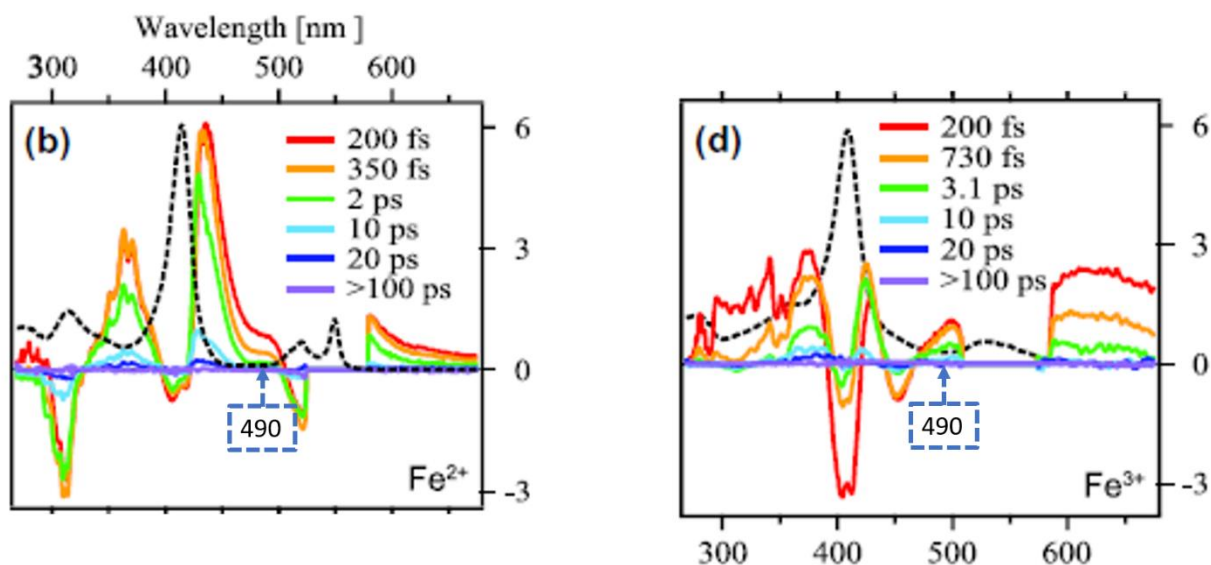 Wavelength [nm ]
300 400 500 600
(b)
200 fs
350 fs
2 ps
10 ps
20 ps
>100 ps
6
3
0
-3
490
Fe2+
(d)
200 fs
730 fs
3.1 ps
10 ps
20 ps
>100 ps
6
3
0
-3
490
Fe3+
300 400 500 600